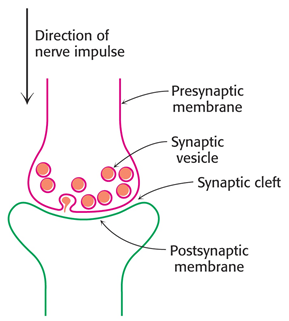 Direction of
nerve impulse
Presynaptic
membrane
Synaptic
vesicle
Synaptic cleft
Postsynaptic
membrane